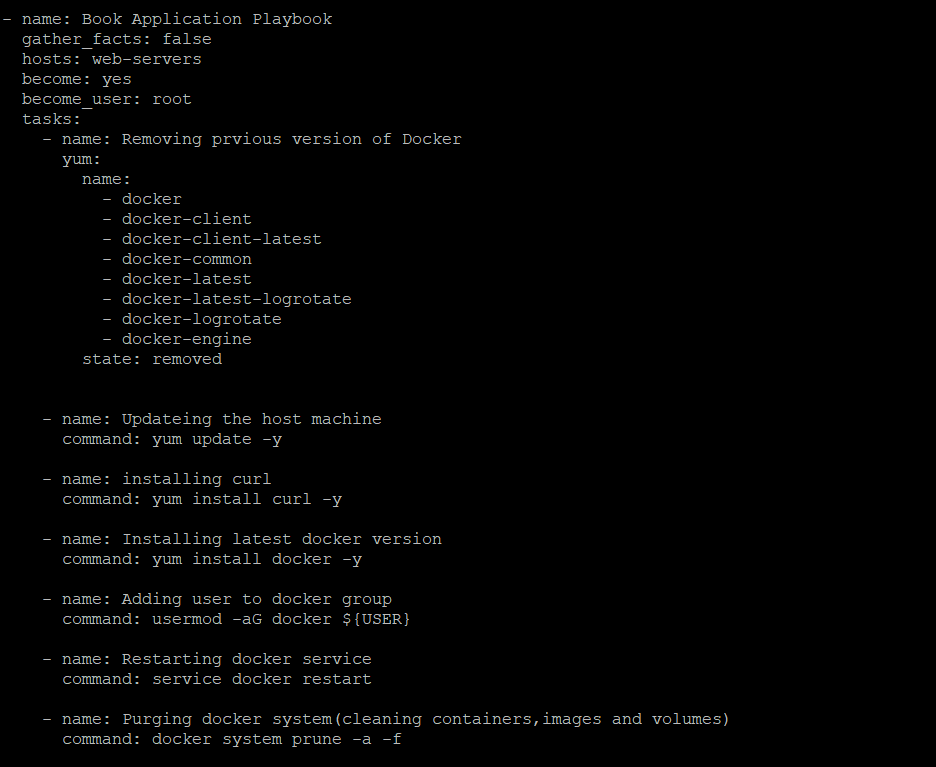 - name: Book Application Playbook
  gather_facts: false
  hosts: web-servers
  become: yes
  become_user: root
  tasks:
    - name: Removing prvious version of Docker
      yum:
        name:
          - docker
          - docker-client
          - docker-client-latest
          - docker-common
          - docker-latest
          - docker-latest-logrotate
          - docker-logrotate
          - docker-engine
        state: removed
    - name: Updateing the host machine
      command: yum update -y
    - name: installing curl
      command: yum install curl -y
    - name: Installing latest docker version
      command: yum install docker -y
    - name: Adding user to docker group
      command: usermod -aG docker ${USER}
    - name: Restarting docker service
      command: service docker restart
    - name: Purging docker system(cleaning containers,images and volumes)
      command: docker system prune -a -f